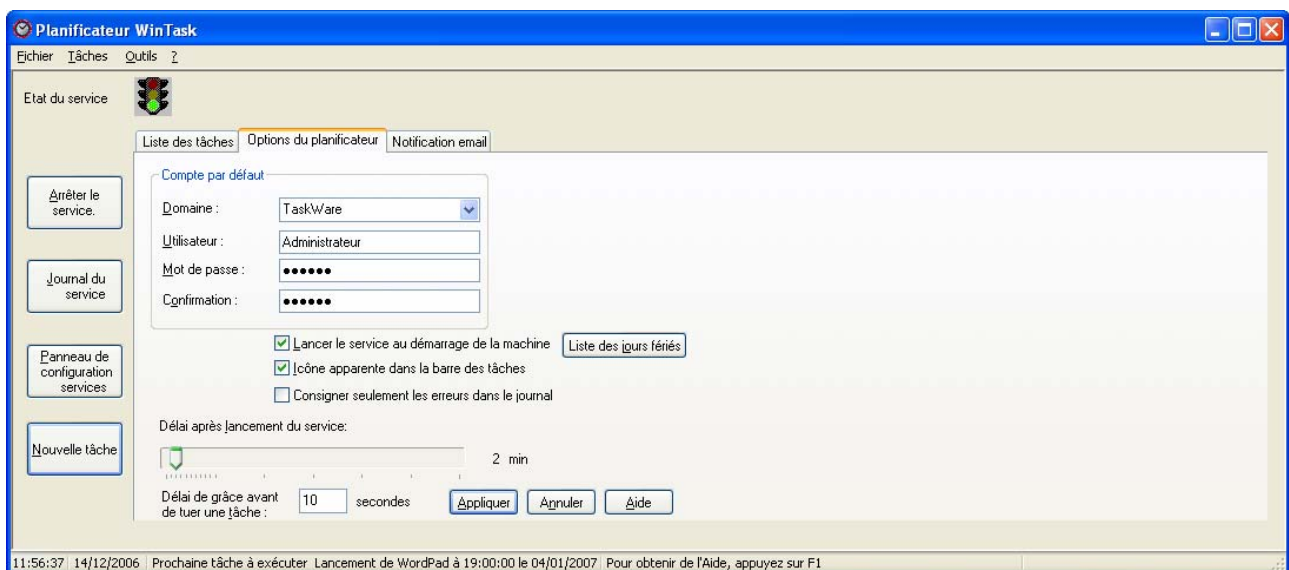 Planificateur WinTask
Fichier Tâches Outils ?
Etat du service
Liste des tâches Options du planificateur Notification email
Arrêter le
service.
Journal du
service
Panneau de
configuration
services
Nouvelle tâche
Compte par défaut
Domaine : TaskWare
Utilisateur : Administrateur
Mot de passe : ●●●●●●
Confirmation : ●●●●●●
Lancer le service au démarrage de la machine Liste des jours fériés
Icône apparente dans la barre des tâches
Consigner seulement les erreurs dans le journal
Délai après lancement du service:
2 min
Délai de grâce avant
de tuer une tâche : 10 secondes Appliquer Annuler Aide
11:56:37 14/12/2006 Prochaine tâche à exécuter Lancement de WordPad à 19:00:00 le 04/01/2007 Pour obtenir de l'Aide, appuyez sur F1